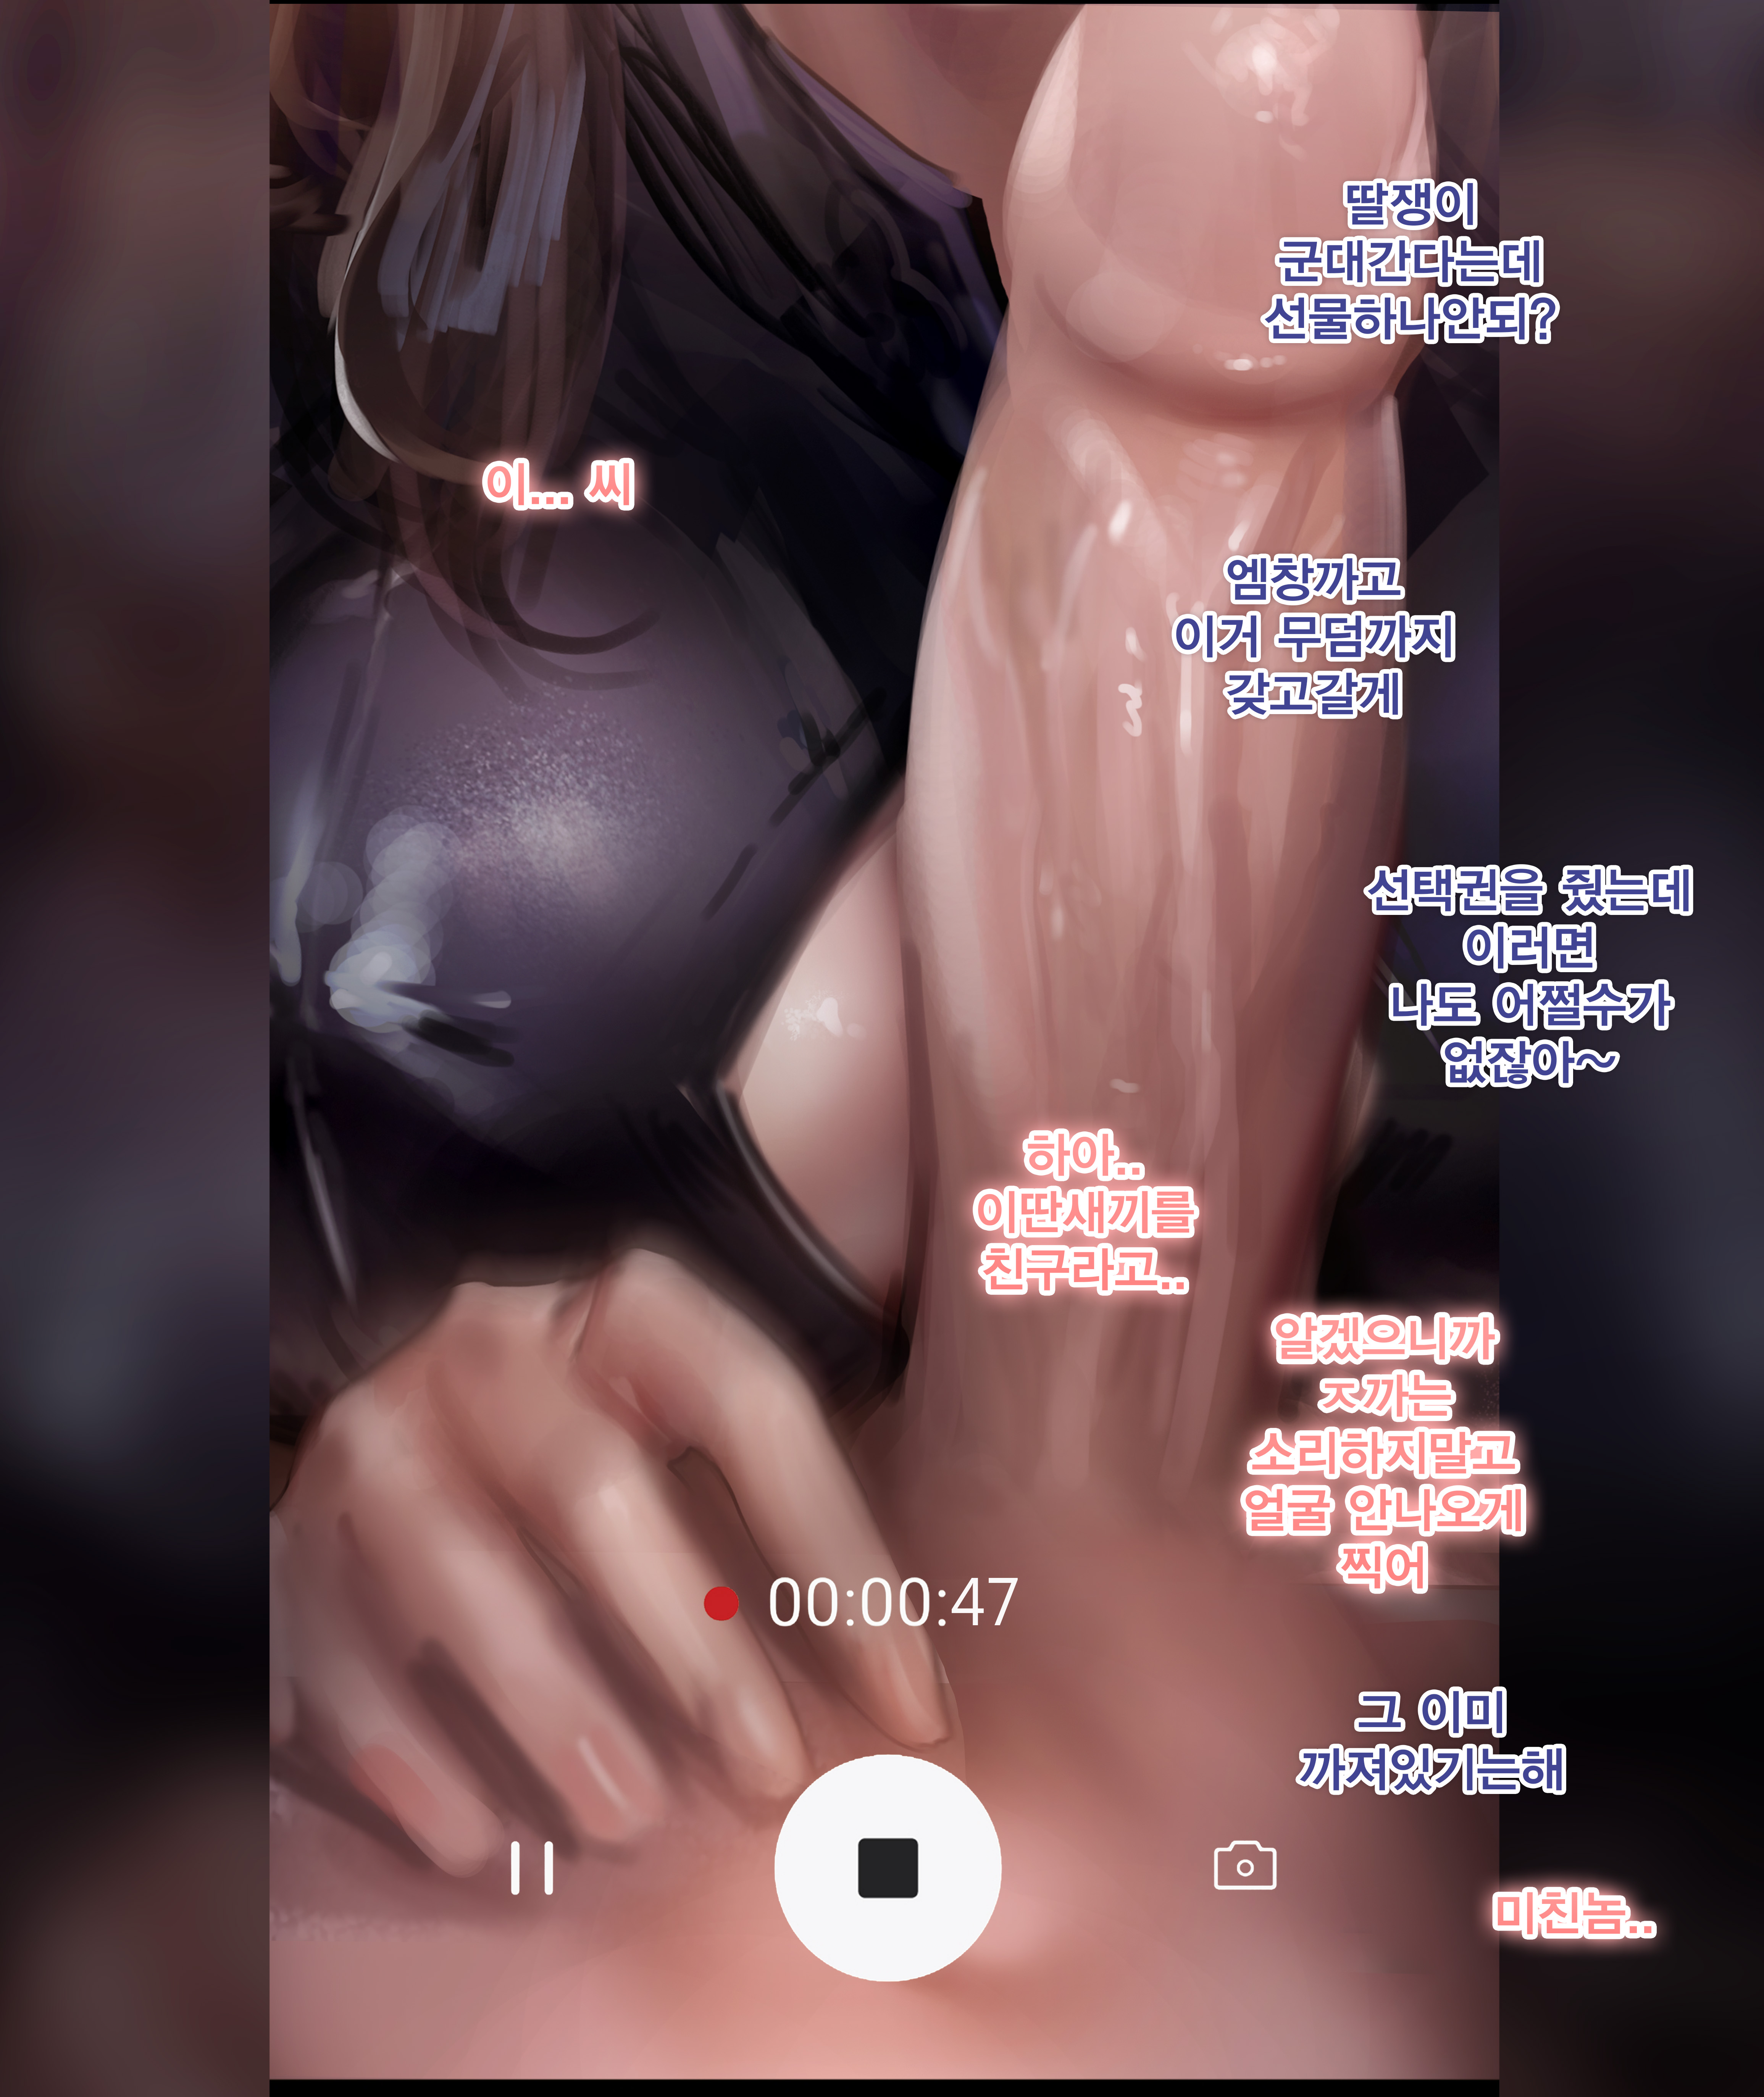 딸쟁이
군대간다는데
선물하나안되?
이... 씨
엠창까고
이거 무덤까지
갖고갈게
선택권을 줬는데
이러면
나도 어쩔수가
없잖아~
하아..
이딴새끼를
친구라고..
알겠으니까
ㅈ까는
소리하지말고
얼굴 안나오게
찍어
00:00:47
그 이미
까져있기는해
미친놈..